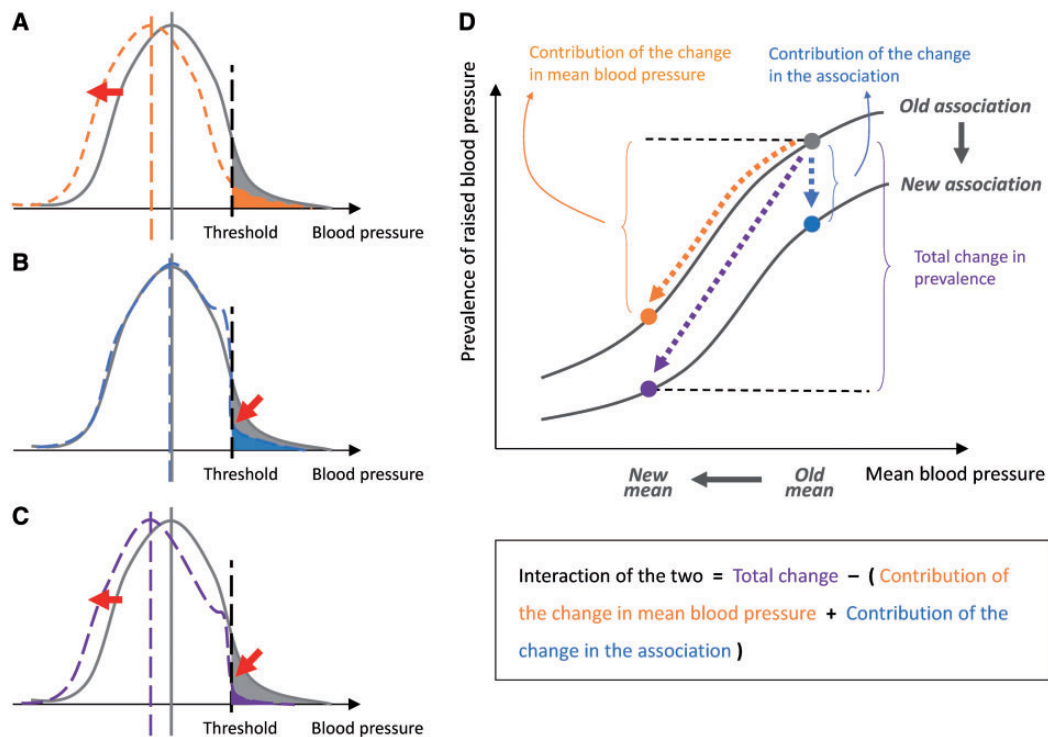 A
Threshold
Blood pressure
B
Threshold
Blood pressure
C
Threshold
Blood pressure
D
Contribution of the change
in mean blood pressure
Contribution of the change
in the association
Prevalence of raised blood pressure
Old association
New association
Total change in
prevalence
New
mean
Old
mean
Mean blood pressure
Interaction of the two = Total change – ( Contribution of
the change in mean blood pressure + Contribution of the
change in the association )